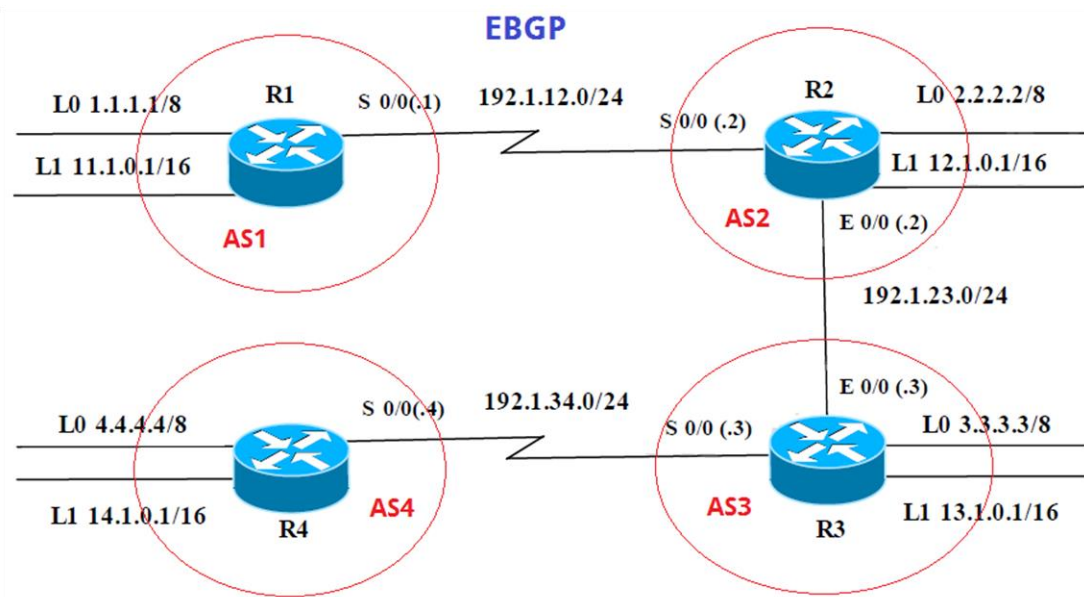 EBGP
L0 1.1.1.1/8
R1
S 0/0(.1)
192.1.12.0/24
S 0/0 (.2)
R2
L0 2.2.2.2/8
L1 11.1.0.1/16
L1 12.1.0.1/16
AS1
AS2
E 0/0 (.2)
192.1.23.0/24
L0 4.4.4.4/8
S 0/0(.4)
192.1.34.0/24
S 0/0 (.3)
E 0/0 (.3)
L0 3.3.3.3/8
L1 14.1.0.1/16
R4
AS4
AS3
R3
L1 13.1.0.1/16